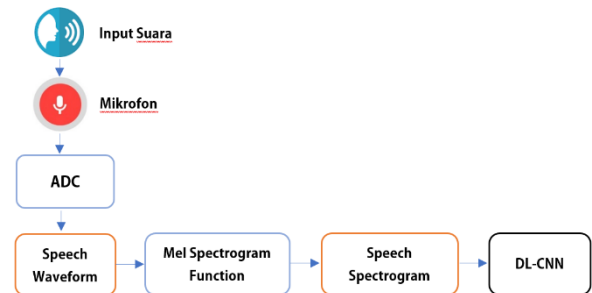 Input Suara
Mikrofon
ADC
Speech
Waveform
Mel Spectrogram
Function
Speech
Spectrogram
DL-CNN